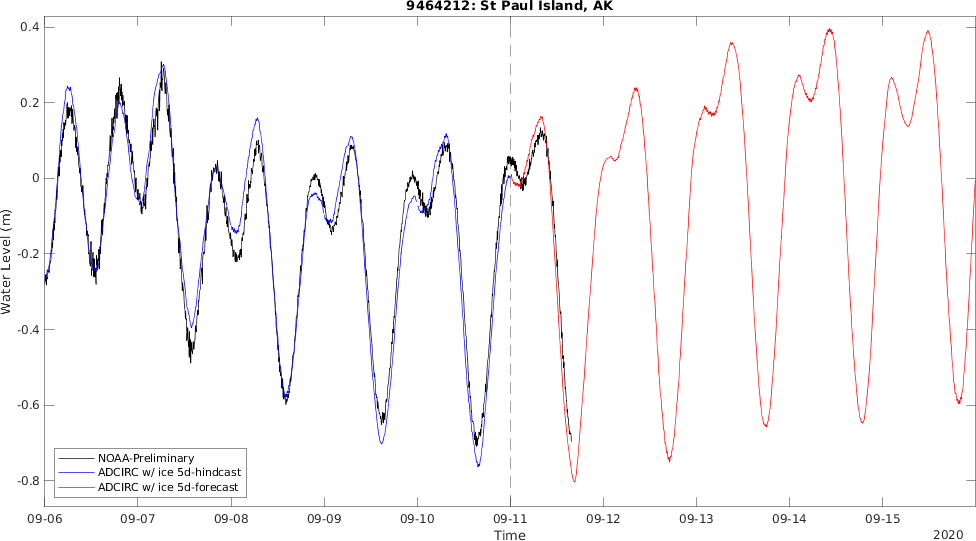 9464212: St Paul Island, AK
0.4
0.2
0
-0.2
-0.4
-0.6
-0.8
Water Level (m)
NOAA-Preliminary
ADCIRC w/ ice 5d-hindcast
ADCIRC w/ ice 5d-forecast
09-06 09-07 09-08 09-09 09-10 09-11 09-12 09-13 09-14 09-15
Time
2020